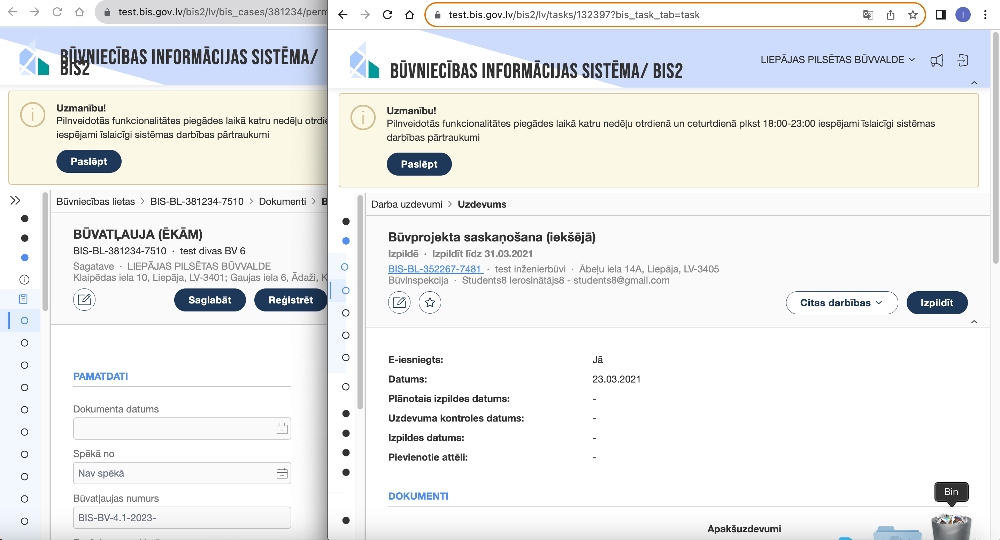 test.bis.gov.lv/bis2/lv/bis_cases/381234/perm
BŪVNIECĪBAS INFORMĀCIJAS SISTĒMA/
BIS2
Uzmanību!
Pilnveidotās funkcionalitātes piegādes laikā katru nedēļu otrdie
iespējami īslaicīgi sistēmas darbības pārtraukumi
Paslēpt
Būvniecības lietas > BIS-BL-381234-7510 > Dokumenti > B
BŪVATĻAUJA (ĒKĀM)
BIS-BL-381234-7510 · test divas BV 6
Sagatave · LIEPĀJAS PILSĒTAS BŪVVALDE
Klaipēdas iela 10, Liepāja, LV-3401; Gaujas iela 6, Ādaži, K
Saglabāt Reģistrēt
PAMATDATI
Dokumenta datums
Spēkā no
Nav spēkā
Būvatļaujas numurs
BIS-BV-4.1-2023-
test.bis.gov.lv/bis2/lv/tasks/132397?bis_task_tab=task
I
BŪVNIECĪBAS INFORMĀCIJAS SISTĒMA/ BIS2
LIEPĀJAS PILSĒTAS BŪVVALDE
Uzmanību!
Pilnveidotās funkcionalitātes piegādes laikā katru nedēļu otrdienā un ceturtdienā plkst 18:00-23:00 iespējami īslaicīgi sistēmas
darbības pārtraukumi
Paslēpt
Darba uzdevumi > Uzdevums
Būvprojekta saskaņošana (iekšējā)
Izpildē · Izpildīt līdz 31.03.2021
BIS-BL-352267-7481 · test inženierbūvi · Ābeļu iela 14A, Liepāja, LV-3405
Būvinspekcija · Students8 Ierosinātājs8 - students8@gmail.com
Citas darbības Izpildīt
E-iesniegts: Jā
Datums: 23.03.2021
Plānotais izpildes datums: -
Uzdevuma kontroles datums: -
Izpildes datums: -
Pievienotie attēli: -
DOKUMENTI
Bin
Apakšuzdevumi